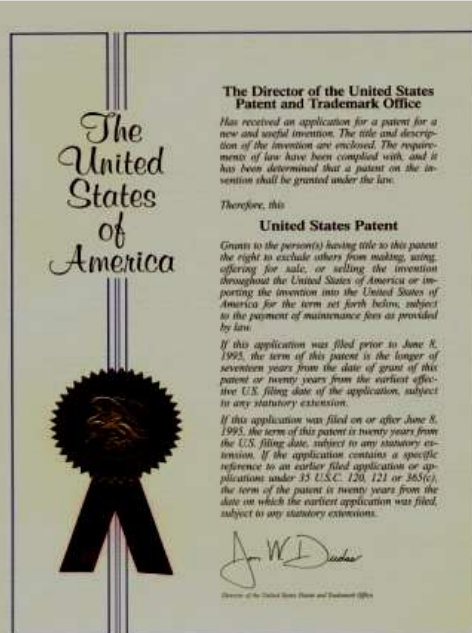 The
United
States
of
America
The Director of the United States
Patent and Trademark Office
Has received an application for a patent for a
new and useful invention. The title and descrip-
tion of the invention are enclosed. The require-
ments of law have been complied with, and it
has been determined that a patent on the in-
vention shall be granted under the law.
Therefore, this
United States Patent
Grants to the person(s) having title to this patent
the right to exclude others from making, using,
offering for sale, or selling the invention
throughout the United States of America or im-
porting the invention into the United States of
America for the term set forth below, subject
to the payment of maintenance fees as provided
by law.
If this application was filed prior to June 8,
1995, the term of this patent is the longer of
seventeen years from the date of grant of this
patent or twenty years from the earliest effec-
tive U.S. filing date of the application, subject
to any statutory extension.
If this application was filed on or after June 8,
1995, the term of this patent is twenty years from
the U.S. filing date, subject to any statutory ex-
tension. If the application contains a specific
reference to an earlier filed application or ap-
plications under 35 U.S.C. 120, 121 or 365(c),
the term of the patent is twenty years from the
date on which the earliest application was filed,
subject to any statutory extensions.
Jon W. Dudas
Director of the United States Patent and Trademark Office